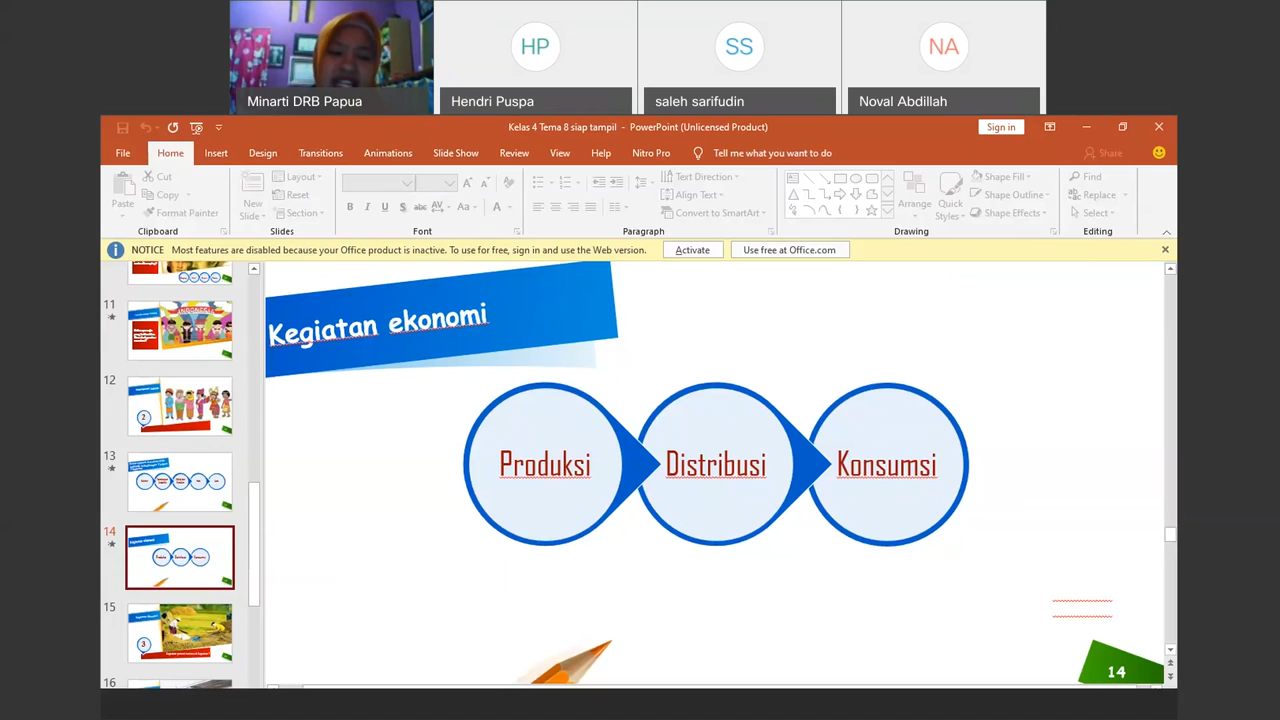 HP
SS
NA
Minarti DRB Papua
Hendri Puspa
saleh sarifudin
Noval Abdillah
Kelas 4 Tema 8 siap tampil - PowerPoint (Unlicensed Product)
Sign in
File Home Insert Design Transitions Animations Slide Show Review View Help Nitro Pro Tell me what you want to do Share
Paste
Cut
Copy
Format Painter
Clipboard
New Slide
Layout
Reset
Section
Slides
B I U S abc AV Aa A
Font
Text Direction
Align Text
Convert to SmartArt
Paragraph
Arrange
Quick Styles
Shape Fill
Shape Outline
Shape Effects
Drawing
Find
Replace
Select
Editing
NOTICE Most features are disabled because your Office product is inactive. To use for free, sign in and use the Web version. Activate Use free at Office.com
11
12
2
13
14
15
3
16
Kegiatan ekonomi
Produksi
Distribusi
Konsumsi
14